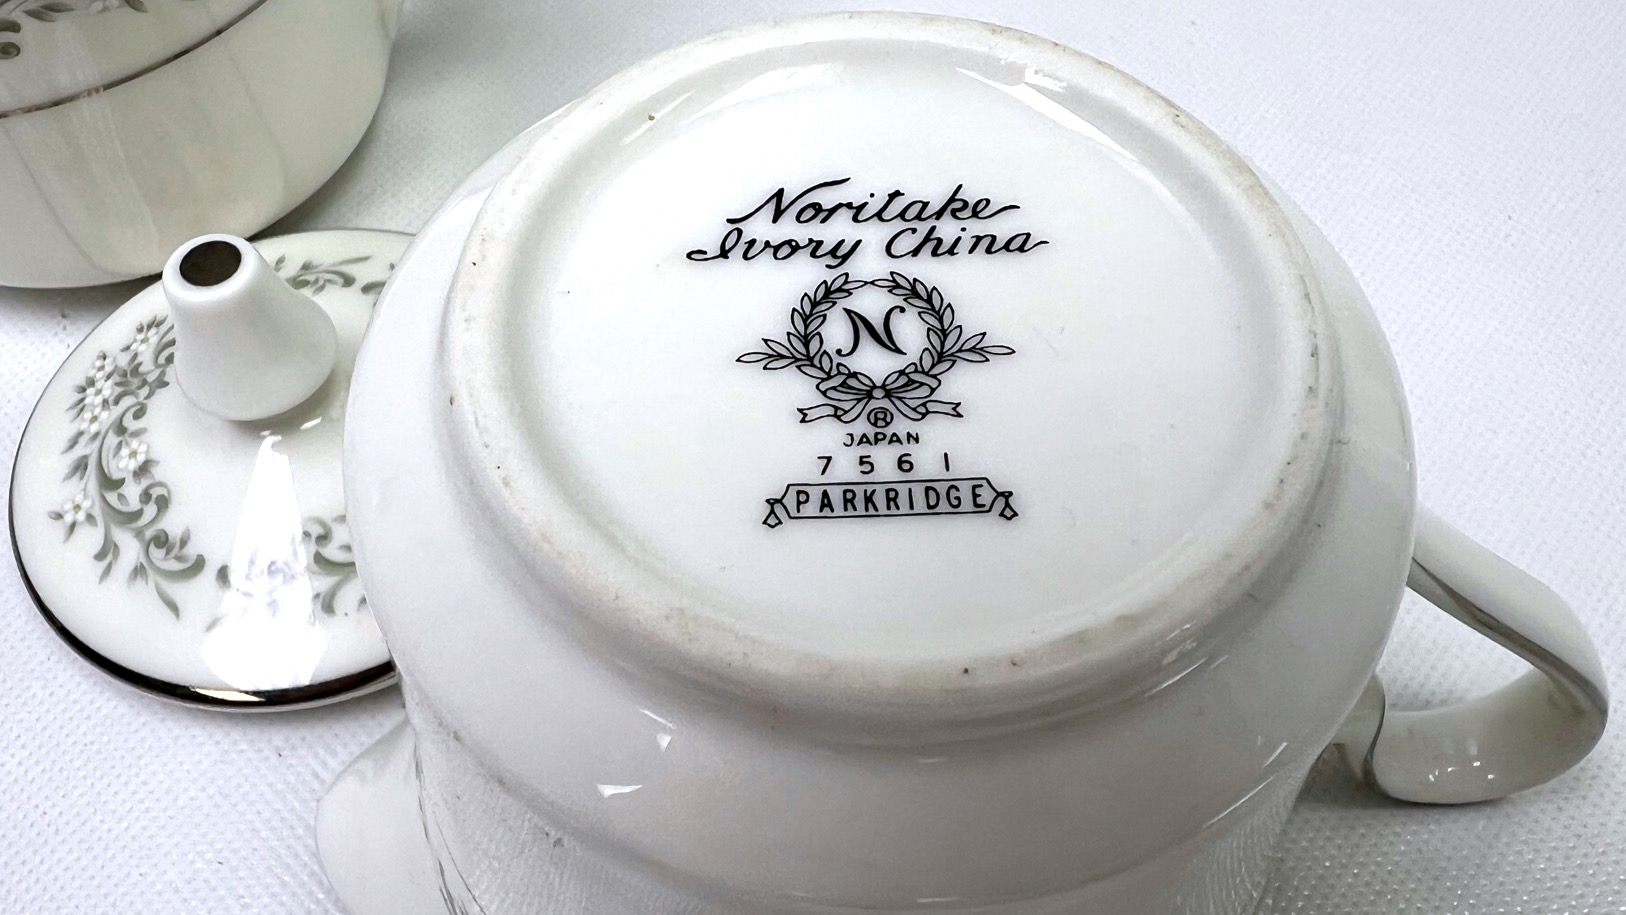 Noritake
Ivory China
N
®
JAPAN
7561
PARKRIDGE